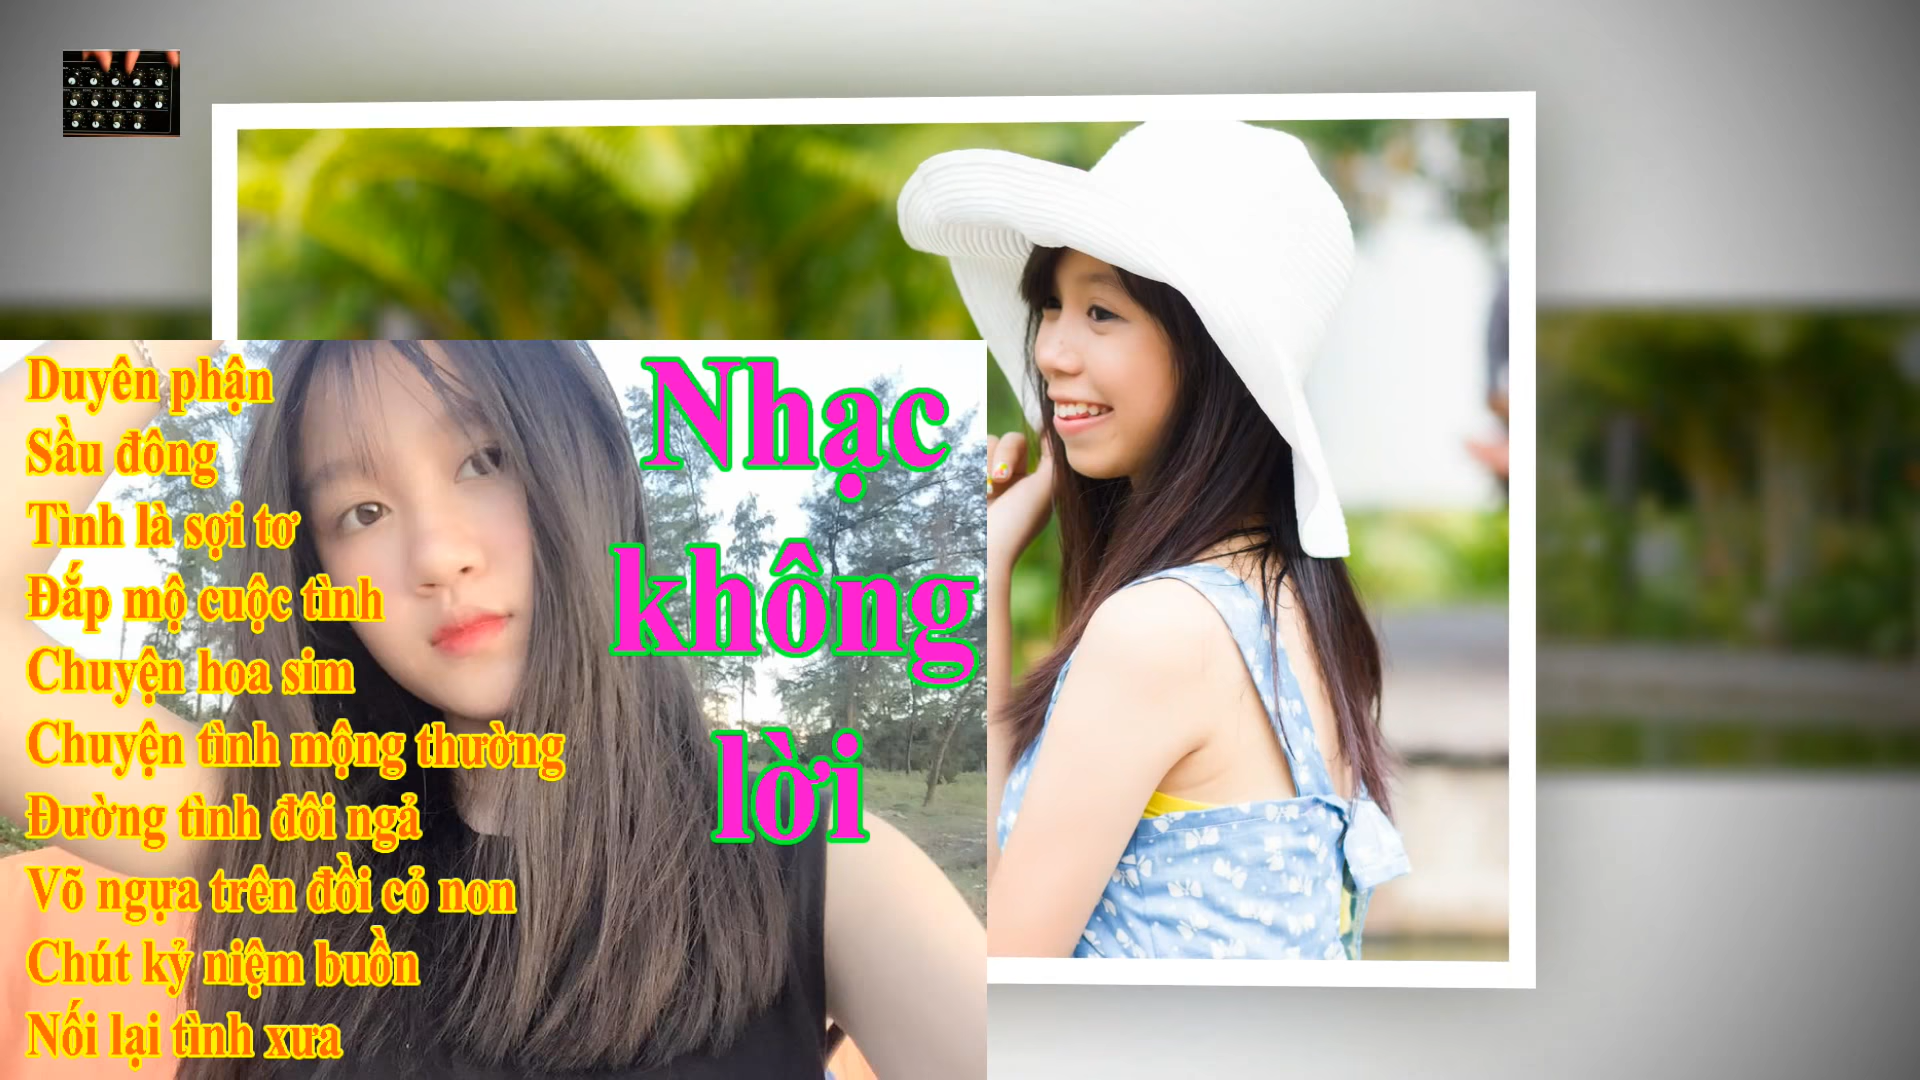 Duyên phận
Sầu đông
Tình là sợi tơ
Đắp mộ cuộc tình
Chuyện hoa sim
Chuyện tình mộng thường
Đường tình đôi ngả
Võ ngựa trên đồi cỏ non
Chút kỷ niệm buồn
Nối lại tình xưa
Nhạc
không
lời